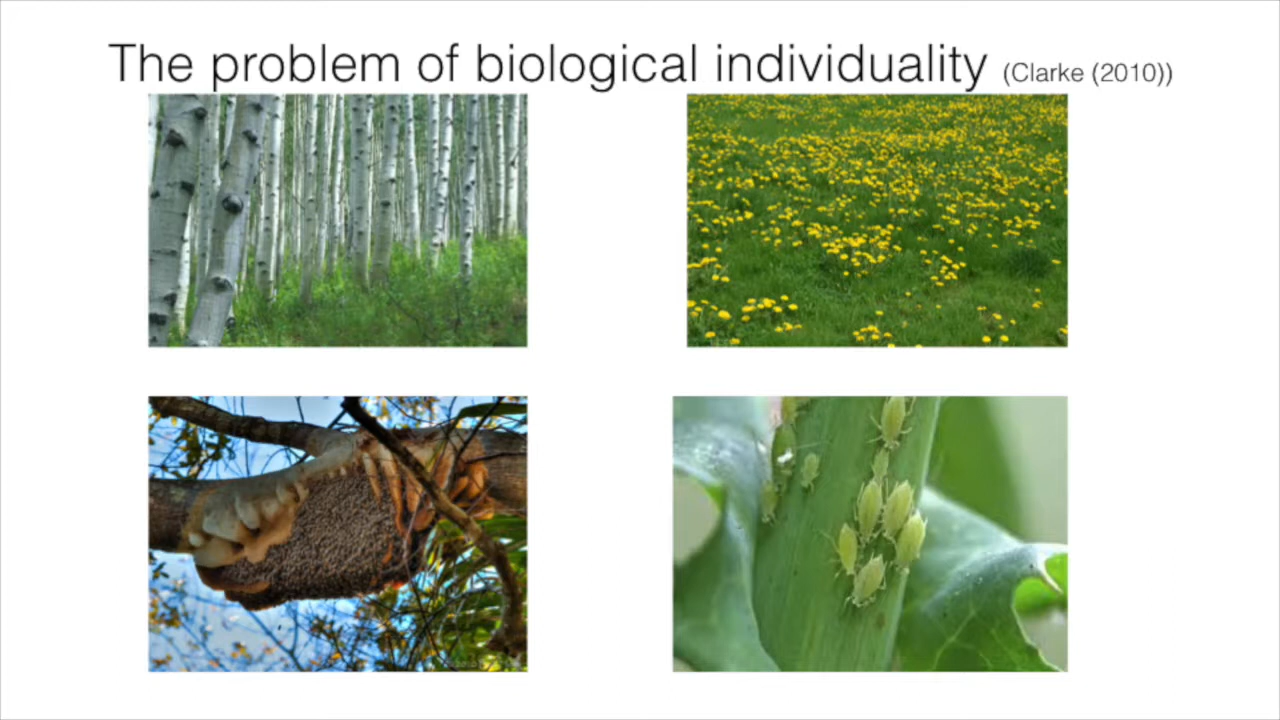 The problem of biological individuality (Clarke (2010))